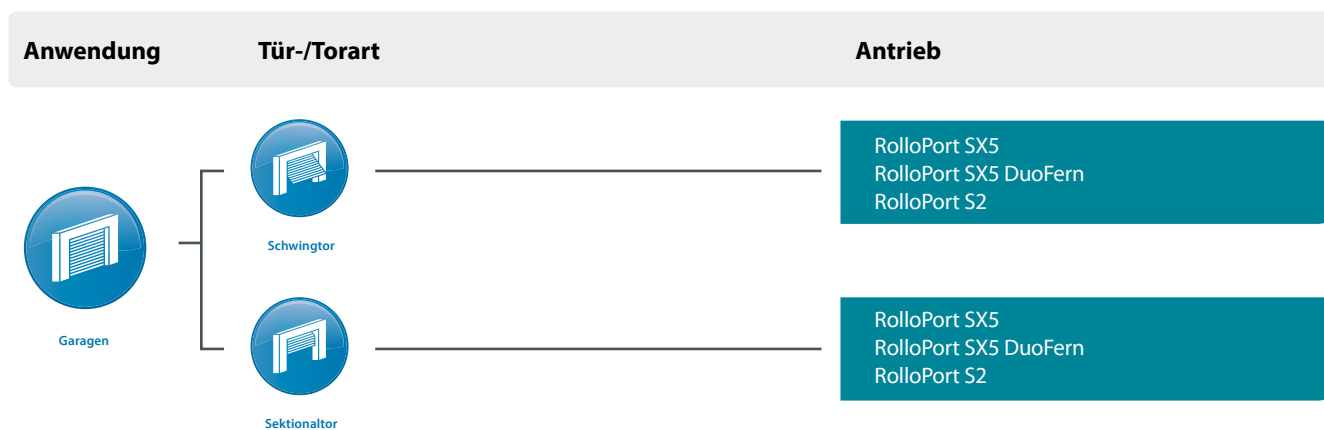 Anwendung Tür-/Torart Antrieb
RolloPort SX5
RolloPort SX5 DuoFern
RolloPort S2
Schwingtor
Garagen
RolloPort SX5
RolloPort SX5 DuoFern
RolloPort S2
Sektionaltor